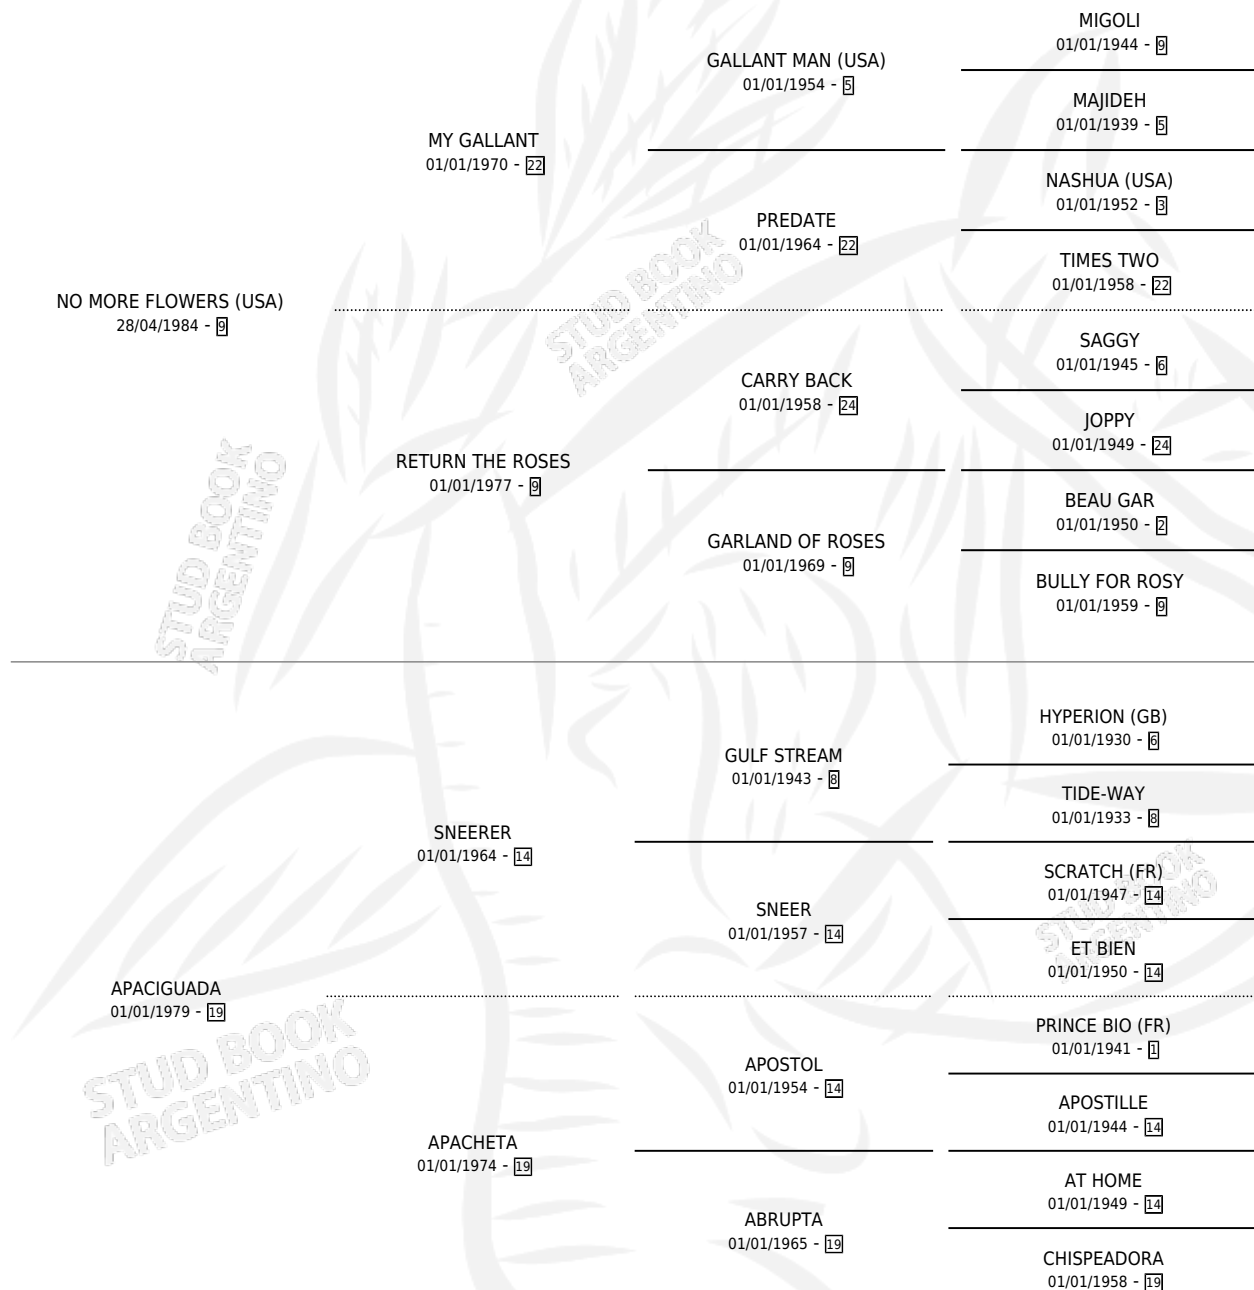 MIGOLI
01/01/1944 - 9
GALLANT MAN (USA)
01/01/1954 - 5
MAJIDEH
01/01/1939 - 5
MY GALLANT
01/01/1970 - 22
NASHUA (USA)
01/01/1952 - 3
PREDATE
01/01/1964 - 22
TIMES TWO
01/01/1958 - 22
NO MORE FLOWERS (USA)
28/04/1984 - 9
STUD BOOK
ARGENTINO
SAGGY
01/01/1945 - 6
CARRY BACK
01/01/1958 - 24
JOPPY
01/01/1949 - 24
RETURN THE ROSES
01/01/1977 - 9
BEAU GAR
01/01/1950 - 2
GARLAND OF ROSES
01/01/1969 - 9
BULLY FOR ROSY
01/01/1959 - 9
STUD BOOK
ARGENTINO
HYPERION (GB)
01/01/1930 - 6
GULF STREAM
01/01/1943 - 8
TIDE-WAY
01/01/1933 - 8
SNEERER
01/01/1964 - 14
SCRATCH (FR)
01/01/1947 - 14
SNEER
01/01/1957 - 14
ET BIEN
01/01/1950 - 14
STUD BOOK
ARGENTINO
APACIGUADA
01/01/1979 - 19
STUD BOOK
ARGENTINO
PRINCE BIO (FR)
01/01/1941 - 1
APOSTOL
01/01/1954 - 14
APOSTILLE
01/01/1944 - 14
APACHETA
01/01/1974 - 19
AT HOME
01/01/1949 - 14
ABRUPTA
01/01/1965 - 19
CHISPEADORA
01/01/1958 - 19